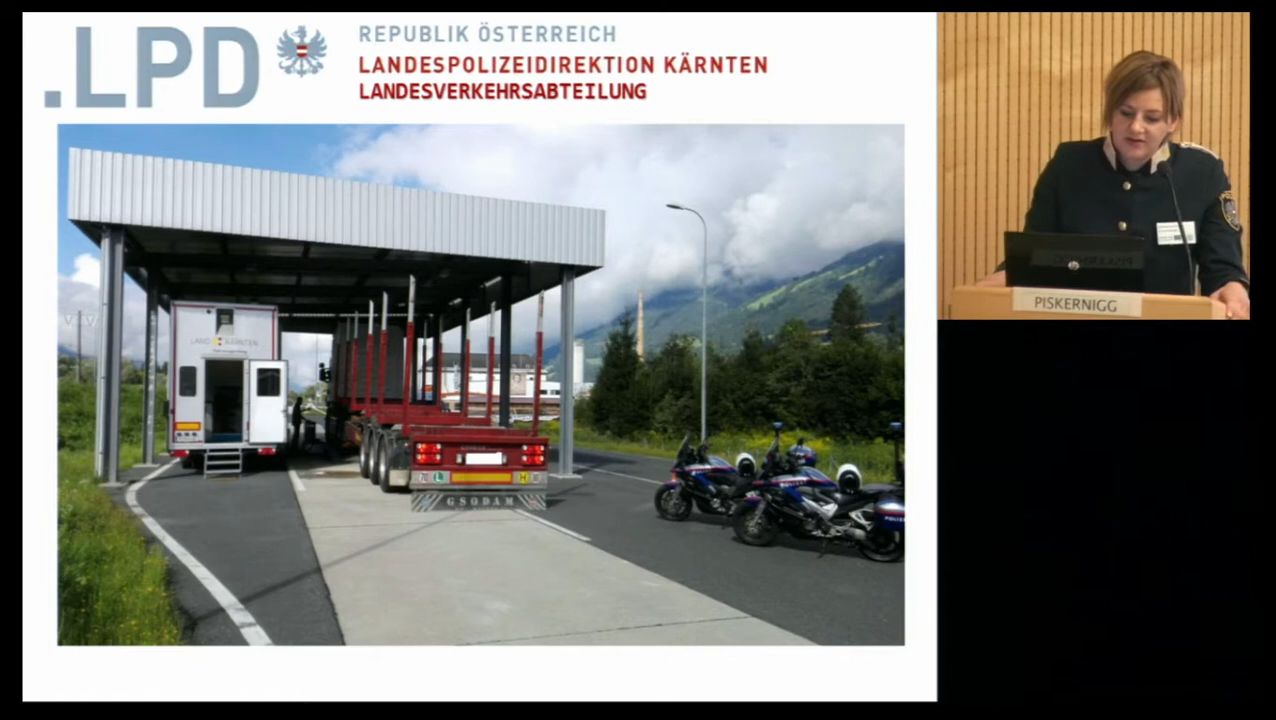 .LPD
REPUBLIK ÖSTERREICH
LANDESPOLIZEIDIREKTION KÄRNTEN
LANDESVERKEHRSABTEILUNG
LAND KÄRNTEN
GSODAM
L
H
PISKERNIGG